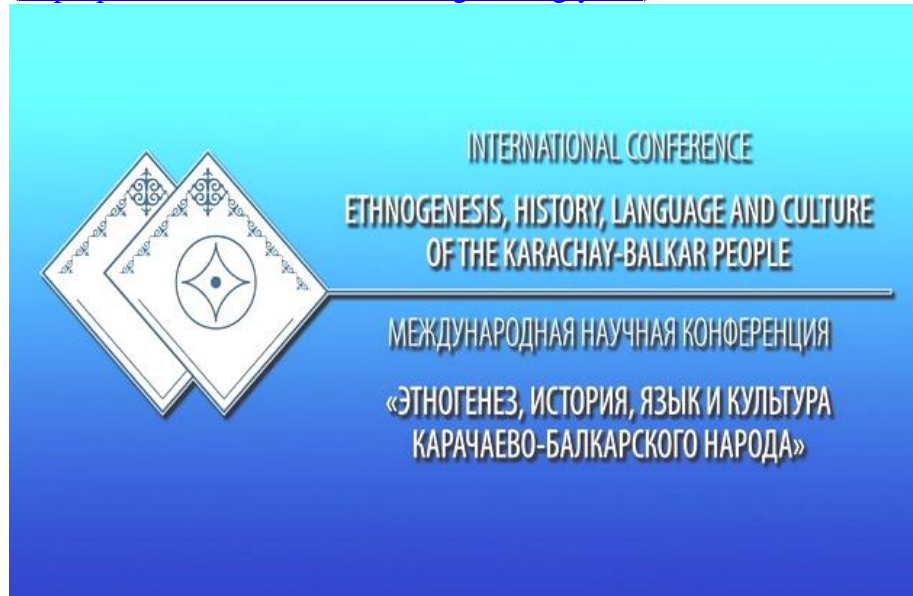 INTERNATIONAL CONFERENCE
ETHNOGENESIS, HISTORY, LANGUAGE AND CULTURE
OF THE KARACHAY-BALKAR PEOPLE
МЕЖДУНАРОДНАЯ НАУЧНАЯ КОНФЕРЕНЦИЯ
«ЭТНОГЕНЕЗ, ИСТОРИЯ, ЯЗЫК И КУЛЬТУРА
КАРАЧАЕВО-БАЛКАРСКОГО НАРОДА»